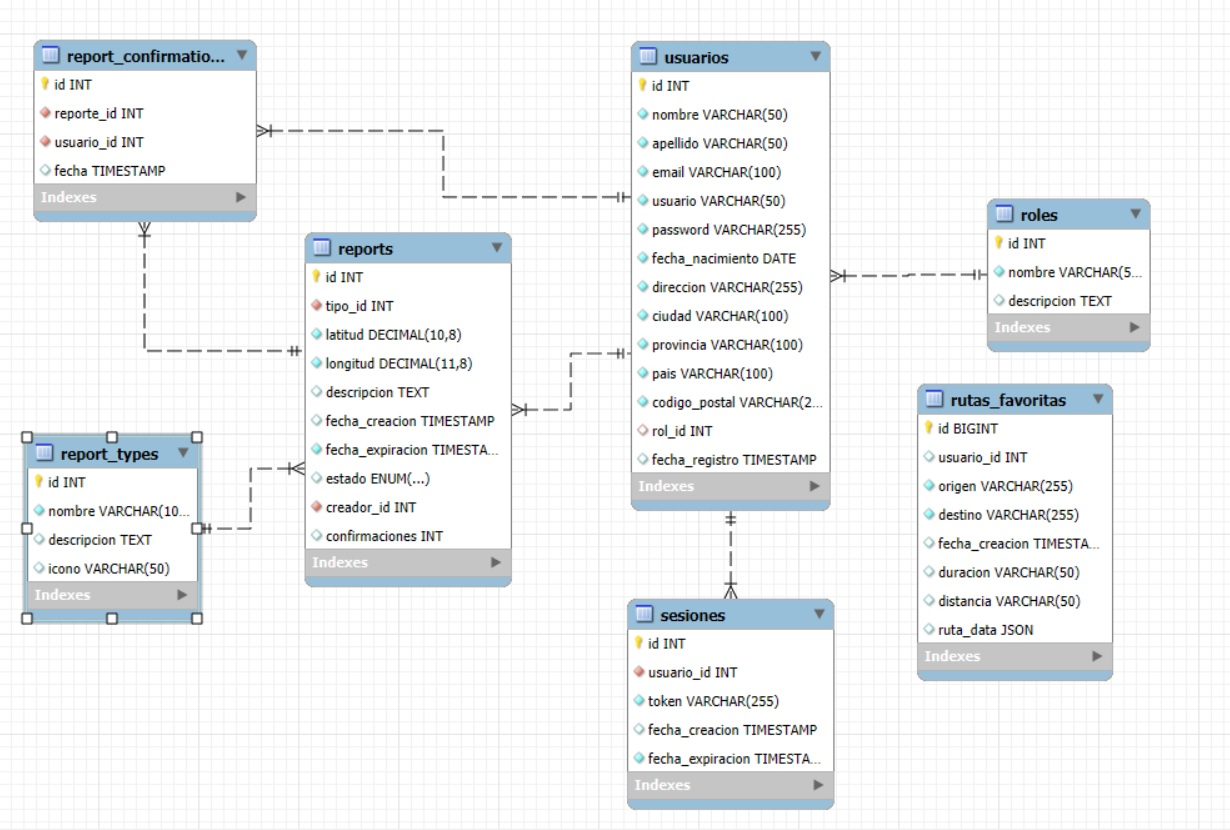 report_confirmatio...
id INT
reporte_id INT
usuario_id INT
fecha TIMESTAMP
Indexes
reports
id INT
tipo_id INT
latitud DECIMAL(10,8)
longitud DECIMAL(11,8)
descripcion TEXT
fecha_creacion TIMESTAMP
fecha_expiracion TIMESTA...
estado ENUM(...)
creador_id INT
confirmaciones INT
Indexes
report_types
id INT
nombre VARCHAR(10...
descripcion TEXT
icono VARCHAR(50)
Indexes
usuarios
id INT
nombre VARCHAR(50)
apellido VARCHAR(50)
email VARCHAR(100)
usuario VARCHAR(50)
password VARCHAR(255)
fecha_nacimiento DATE
direccion VARCHAR(255)
ciudad VARCHAR(100)
provincia VARCHAR(100)
pais VARCHAR(100)
codigo_postal VARCHAR(2...
rol_id INT
fecha_registro TIMESTAMP
Indexes
sesiones
id INT
usuario_id INT
token VARCHAR(255)
fecha_creacion TIMESTAMP
fecha_expiracion TIMESTA...
Indexes
roles
id INT
nombre VARCHAR(5...
descripcion TEXT
Indexes
rutas_favoritas
id BIGINT
usuario_id INT
origen VARCHAR(255)
destino VARCHAR(255)
fecha_creacion TIMESTA...
duracion VARCHAR(50)
distancia VARCHAR(50)
ruta_data JSON
Indexes